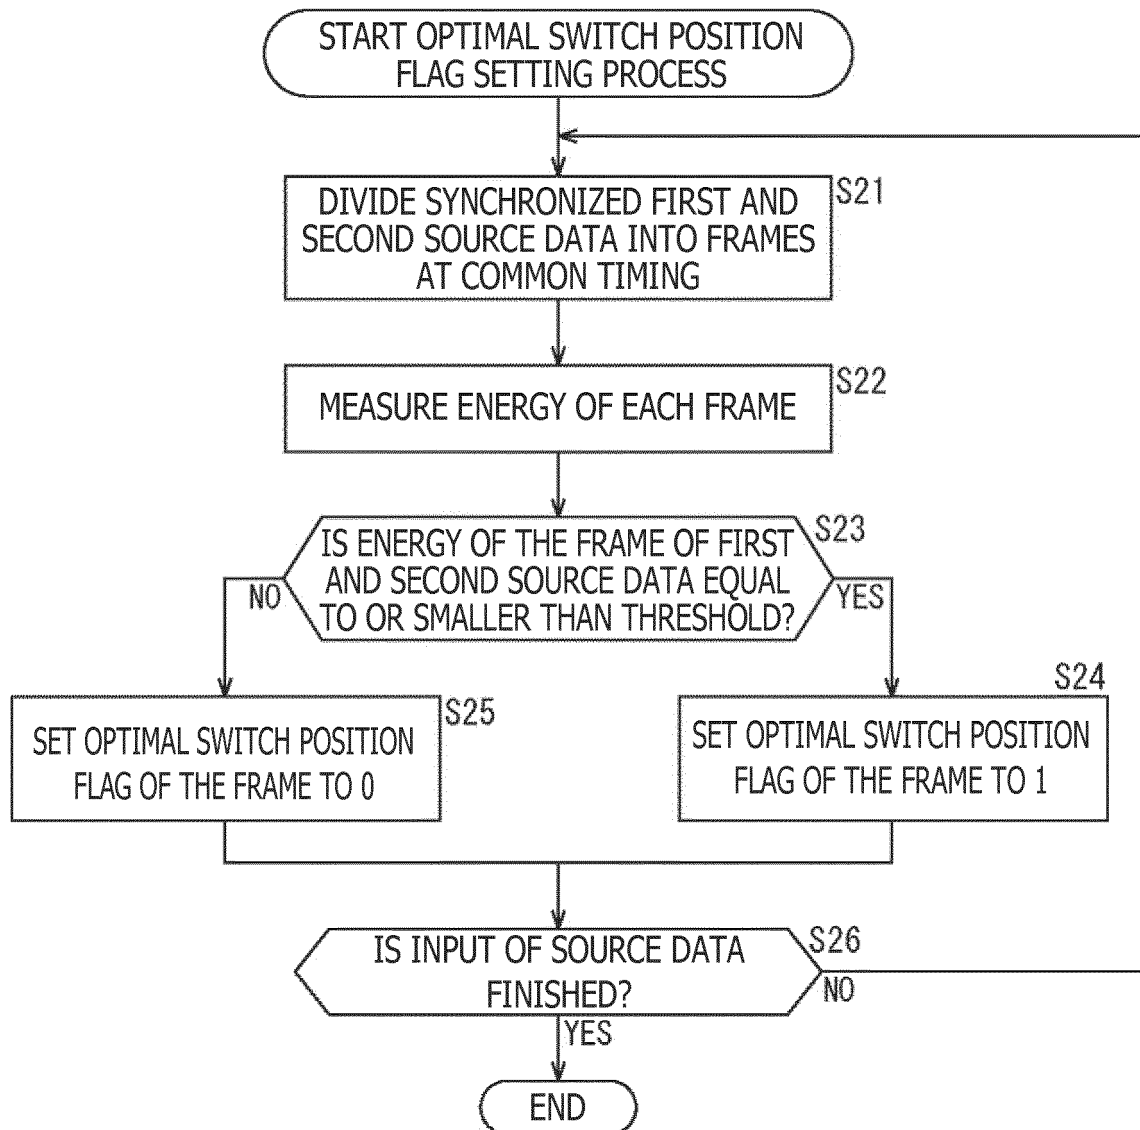 START OPTIMAL SWITCH POSITION
FLAG SETTING PROCESS
S21
DIVIDE SYNCHRONIZED FIRST AND
SECOND SOURCE DATA INTO FRAMES
AT COMMON TIMING
S22
MEASURE ENERGY OF EACH FRAME
S23
IS ENERGY OF THE FRAME OF FIRST
AND SECOND SOURCE DATA EQUAL
TO OR SMALLER THAN THRESHOLD?
NO
YES
S25
SET OPTIMAL SWITCH POSITION
FLAG OF THE FRAME TO 0
S24
SET OPTIMAL SWITCH POSITION
FLAG OF THE FRAME TO 1
S26
IS INPUT OF SOURCE DATA
FINISHED?
NO
YES
END